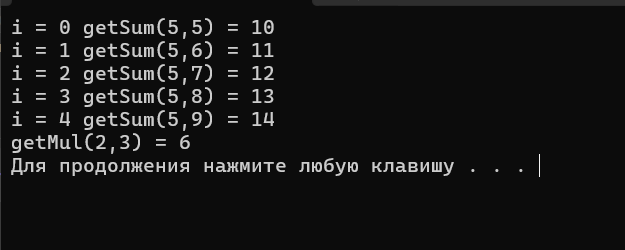 i = 0 getSum(5,5) = 10
i = 1 getSum(5,6) = 11
i = 2 getSum(5,7) = 12
i = 3 getSum(5,8) = 13
i = 4 getSum(5,9) = 14
getMul(2,3) = 6
Для продолжения нажмите любую клавишу . . .